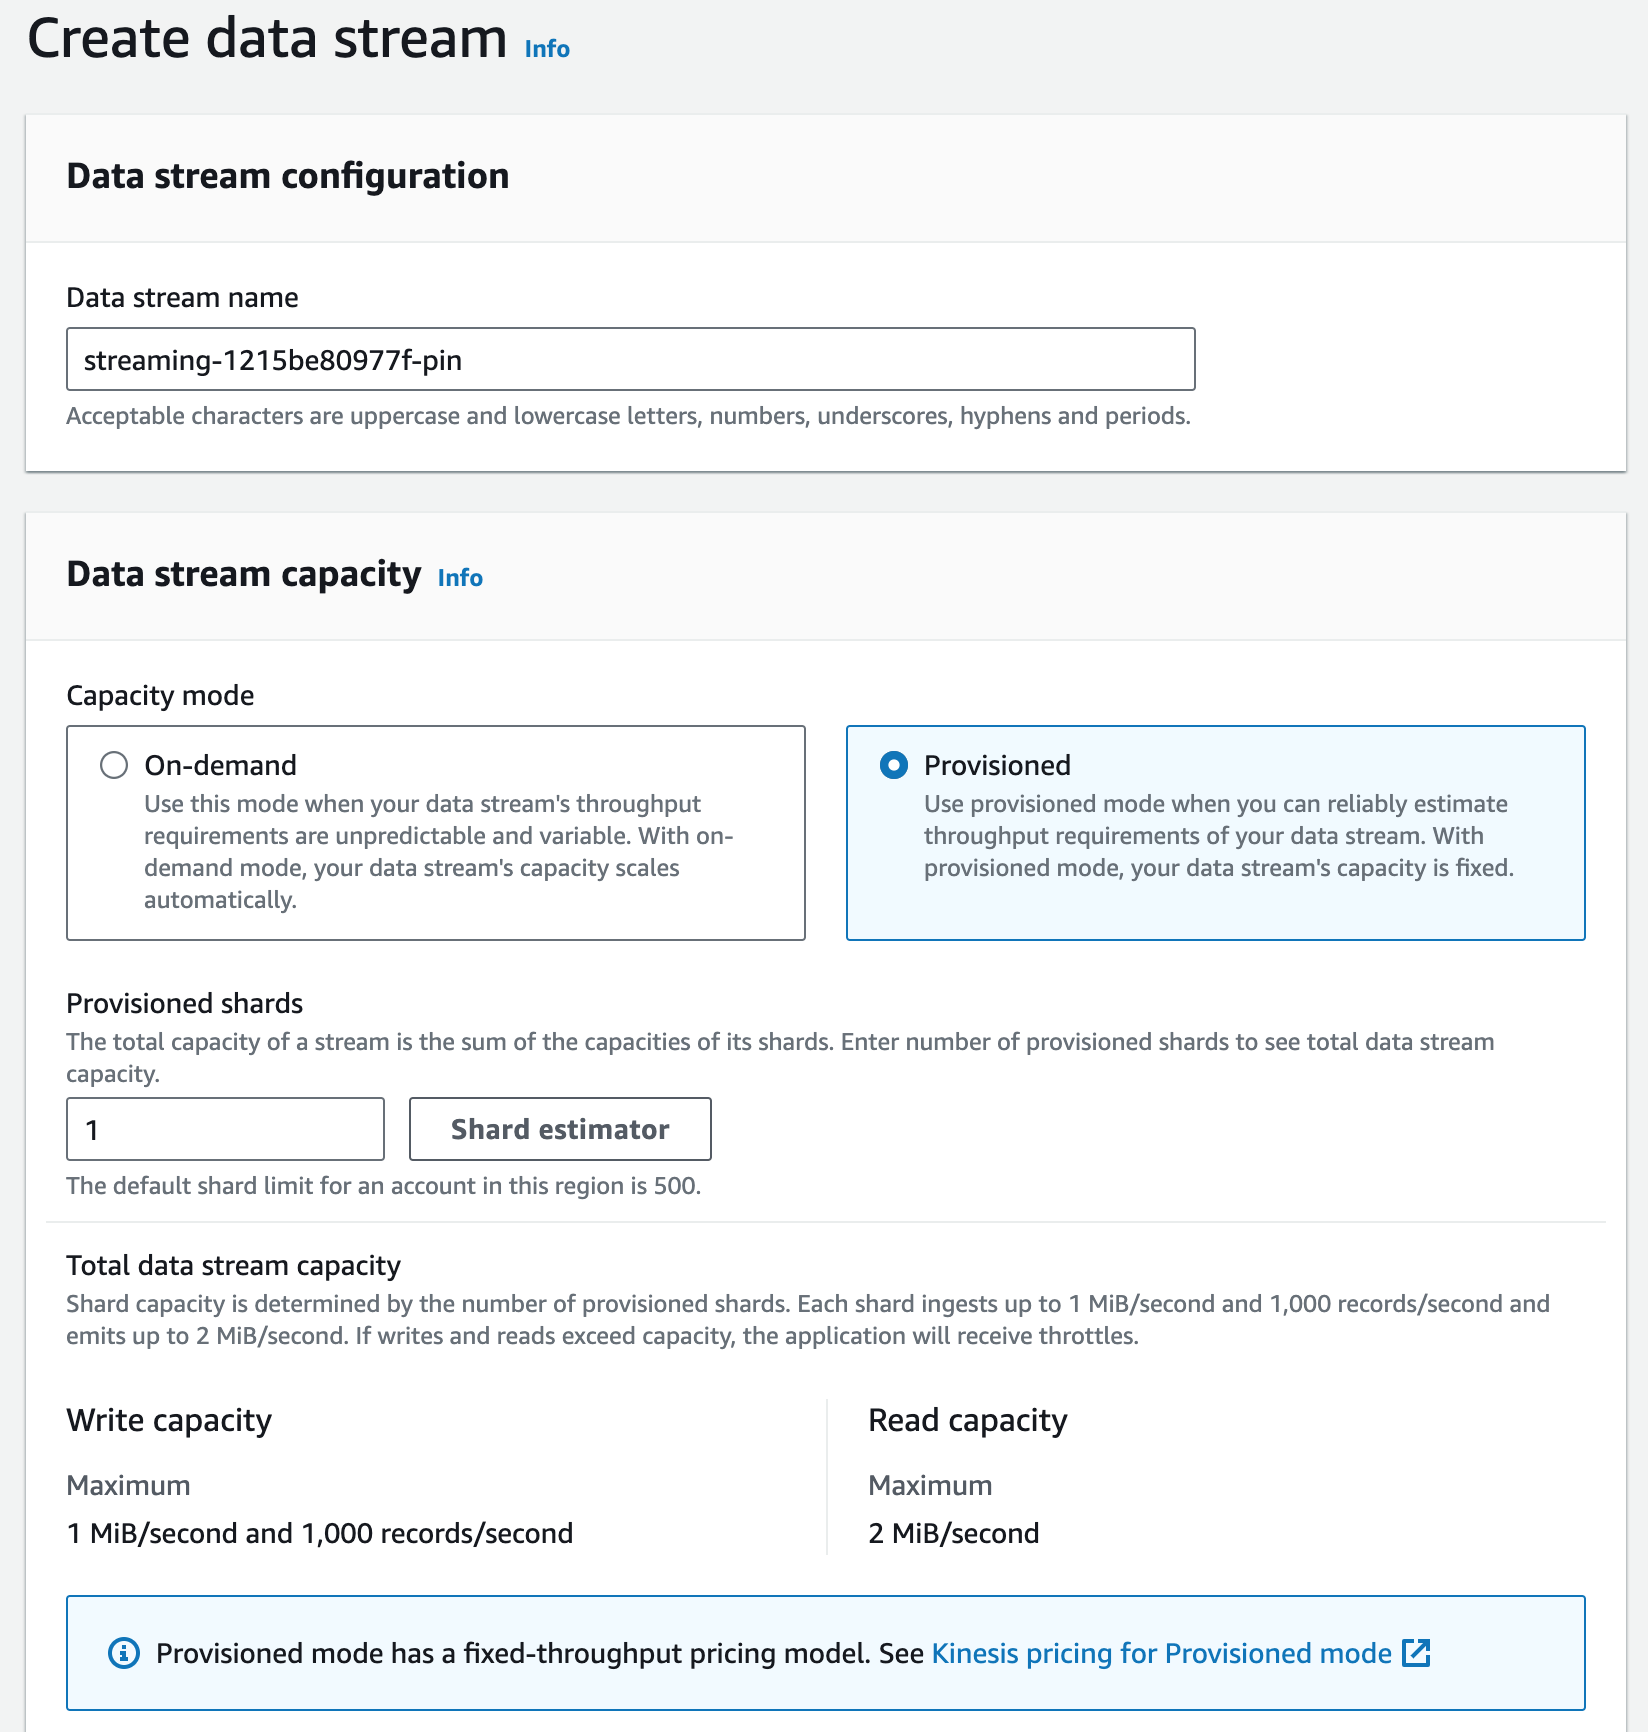 Create data stream Info
Data stream configuration
Data stream name
streaming-1215be80977f-pin
Acceptable characters are uppercase and lowercase letters, numbers, underscores, hyphens and periods.
Data stream capacity Info
Capacity mode
On-demand
Use this mode when your data stream's throughput
requirements are unpredictable and variable. With on-
demand mode, your data stream's capacity scales
automatically.
Provisioned
Use provisioned mode when you can reliably estimate
throughput requirements of your data stream. With
provisioned mode, your data stream's capacity is fixed.
Provisioned shards
The total capacity of a stream is the sum of the capacities of its shards. Enter number of provisioned shards to see total data stream
capacity.
1
Shard estimator
The default shard limit for an account in this region is 500.
Total data stream capacity
Shard capacity is determined by the number of provisioned shards. Each shard ingests up to 1 MiB/second and 1,000 records/second and
emits up to 2 MiB/second. If writes and reads exceed capacity, the application will receive throttles.
Write capacity
Maximum
1 MiB/second and 1,000 records/second
Read capacity
Maximum
2 MiB/second
Provisioned mode has a fixed-throughput pricing model. See Kinesis pricing for Provisioned mode